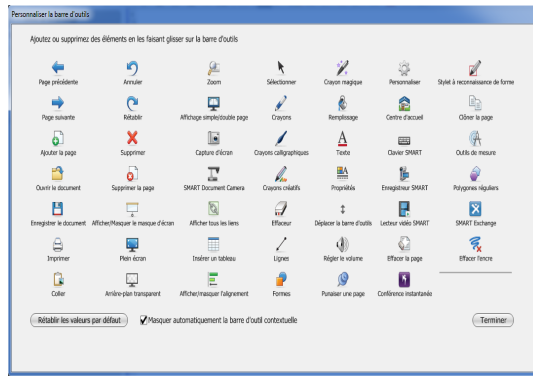 Personnaliser la barre d'outils
Ajoutez ou supprimez des éléments en les faisant glisser sur la barre d'outils
Page précédente Annuler Zoom Sélectionner Crayon magique Personnaliser Stylet à reconnaissance de forme
Page suivante Rétablir Affichage simple/double page Crayons Remplissage Centre d'accueil Clôner la page
Ajouter la page Supprimer Capture d'écran Crayons calligraphiques Texte Clavier SMART Outils de mesure
Ouvrir le document Supprimer la page SMART Document Camera Crayons créatifs Propriétés Enregistreur SMART Polygones réguliers
Enregistrer le document Afficher/Masquer le masque d'écran Afficher tous les liens Effaceur Déplacer la barre d'outils Lecteur vidéo SMART SMART Exchange
Imprimer Plein écran Insérer un tableau Lignes Régler le volume Effacer la page Effacer l'encre
Coller Arrière-plan transparent Afficher/masquer l'alignement Formes Punaiser une page Conférence instantanée
Rétablir les valeurs par défaut Masquer automatiquement la barre d'outil contextuelle Terminer